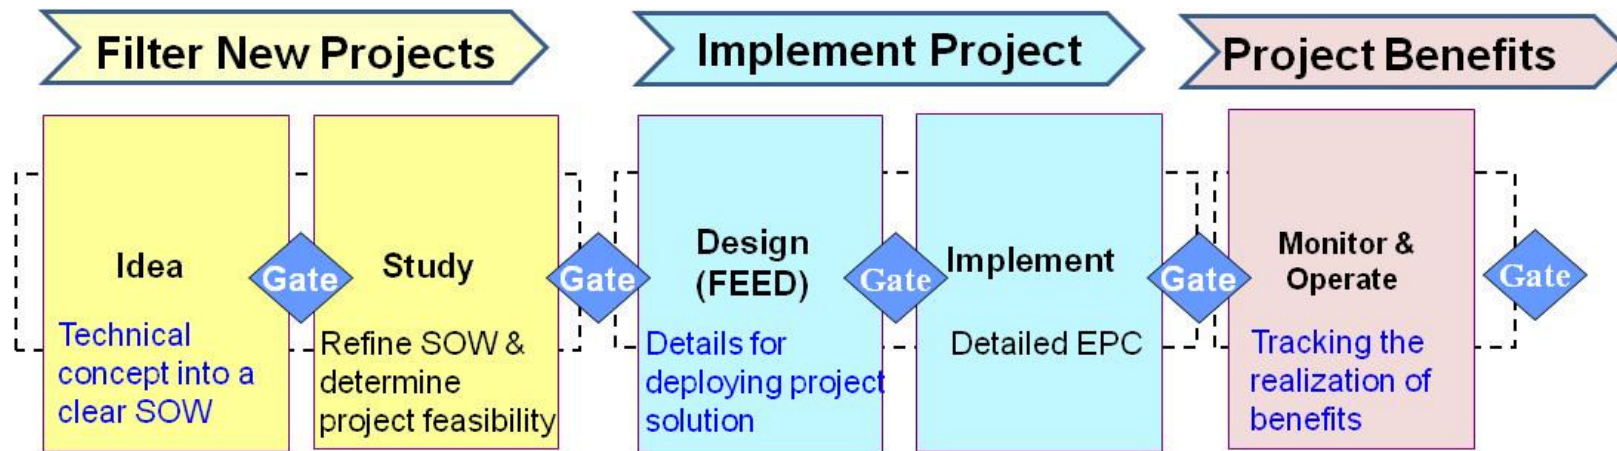 Filter New Projects
Implement Project
Project Benefits
Idea
Technical
concept into a
clear SOW
Gate
Study
Refine SOW &
determine
project feasibility
Gate
Design
(FEED)
Details for
deploying project
solution
Gate
Implement
Detailed EPC
Gate
Monitor &
Operate
Tracking the
realization of
benefits
Gate